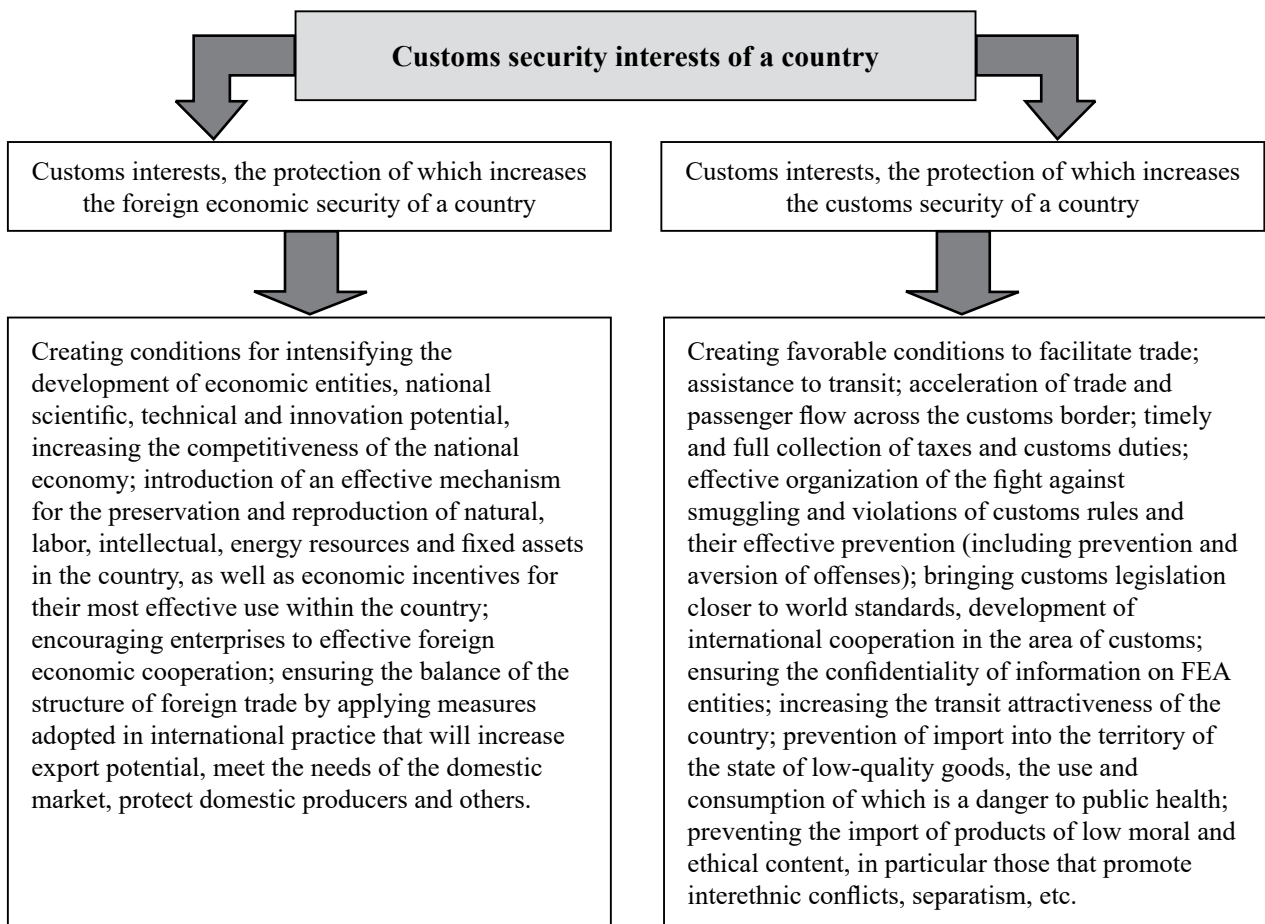 Customs security interests of a country
Customs interests, the protection of which increases
the foreign economic security of a country
Customs interests, the protection of which increases
the customs security of a country
Creating conditions for intensifying the
development of economic entities, national
scientific, technical and innovation potential,
increasing the competitiveness of the national
economy; introduction of an effective mechanism
for the preservation and reproduction of natural,
labor, intellectual, energy resources and fixed assets
in the country, as well as economic incentives for
their most effective use within the country;
encouraging enterprises to effective foreign
economic cooperation; ensuring the balance of the
structure of foreign trade by applying measures
adopted in international practice that will increase
export potential, meet the needs of the domestic
market, protect domestic producers and others.
Creating favorable conditions to facilitate trade;
assistance to transit; acceleration of trade and
passenger flow across the customs border; timely
and full collection of taxes and customs duties;
effective organization of the fight against
smuggling and violations of customs rules and
their effective prevention (including prevention and
aversion of offenses); bringing customs legislation
closer to world standards, development of
international cooperation in the area of customs;
ensuring the confidentiality of information on FEA
entities; increasing the transit attractiveness of the
country; prevention of import into the territory of
the state of low-quality goods, the use and
consumption of which is a danger to public health;
preventing the import of products of low moral and
ethical content, in particular those that promote
interethnic conflicts, separatism, etc.